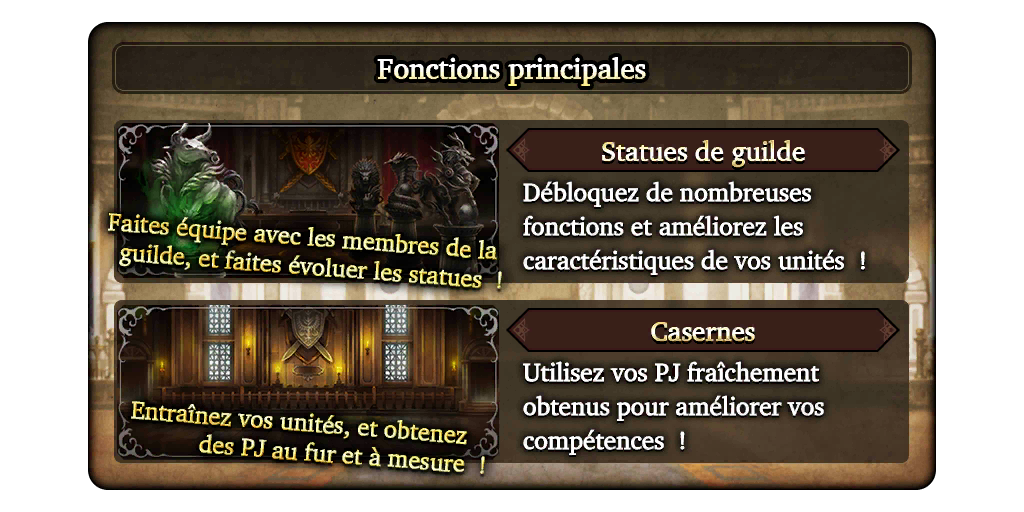 Fonctions principales
Faites équipe avec les membres de la
guilde, et faites évoluer les statues !
Statues de guilde
Débloquez de nombreuses
fonctions et améliorez les
caractéristiques de vos unités !
Entraînez vos unités, et obtenez
des PJ au fur et à mesure !
Casernes
Utilisez vos PJ fraîchement
obtenus pour améliorer vos
compétences !